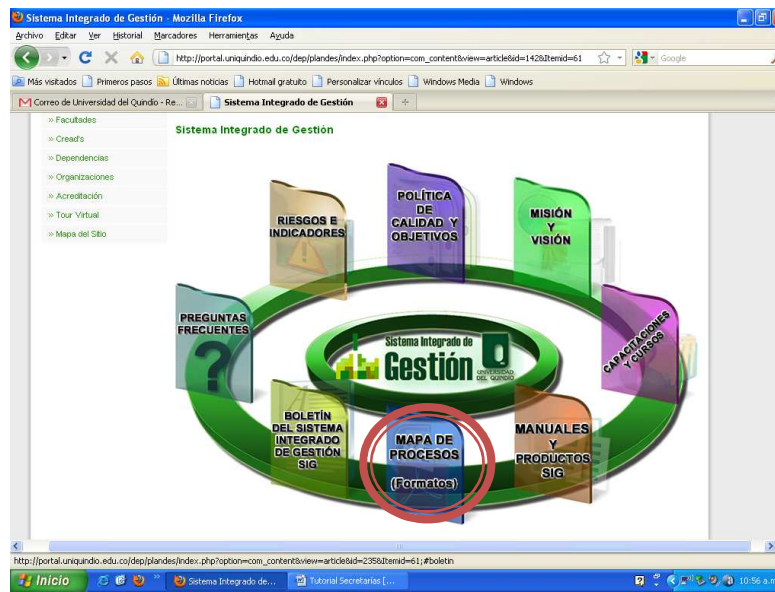 Sistema Integrado de Gestión - Mozilla Firefox
Archivo Editar Ver Historial Marcadores Herramientas Ayuda
http://portal.uniquindio.edu.co/dep/plandes/index.php?option=com_content&view=article&id=142&Itemid=61
Google
Más visitados Primeros pasos Últimas noticias Hotmail gratuito Personalizar vínculos Windows Media Windows
Correo de Universidad del Quindío - Re...
Sistema Integrado de Gestión
» Facultades
» Cread's
» Dependencias
» Organizaciones
» Acreditación
» Tour Virtual
» Mapa del Sitio
Sistema Integrado de Gestión
RIESGOS E
INDICADORES
POLÍTICA
DE
CALIDAD Y
OBJETIVOS
MISIÓN
Y
VISIÓN
PREGUNTAS
FRECUENTES
?
Sistema Integrado de
Gestión
UNIVERSIDAD
DEL QUINDÍO
CAPACITACIONES
Y CURSOS
BOLETÍN
DEL SISTEMA
INTEGRADO
DE GESTIÓN
SIG
MAPA DE
PROCESOS
(Formatos)
MANUALES
Y
PRODUCTOS
SIG
http://portal.uniquindio.edu.co/dep/plandes/index.php?option=com_content&view=article&id=235&Itemid=61;#boletin
Inicio
Sistema Integrado de...
Tutorial Secretarías [...
10:56 a.m